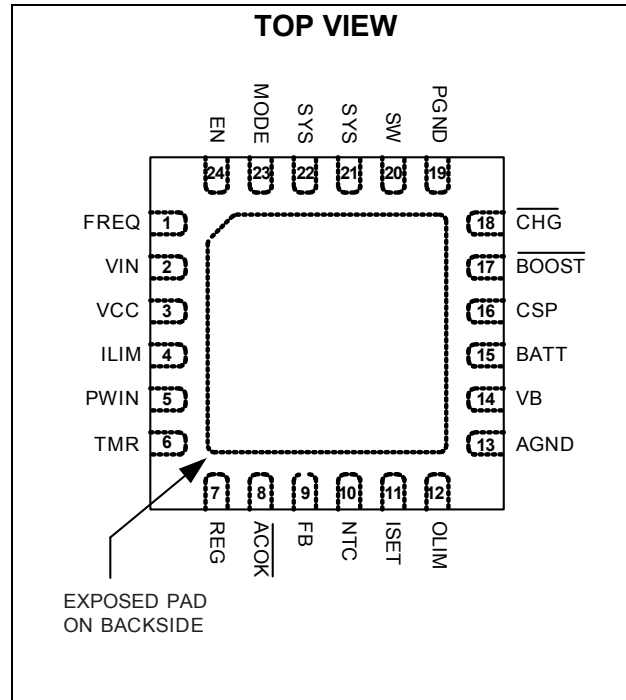 TOP VIEW
EN
MODE
SYS
SYS
SW
PGND
24
23
22
21
20
19
FREQ 1
VIN 2
VCC 3
ILIM 4
PWIN 5
TMR 6
18 CHG
17 BOOST
16 CSP
15 BATT
14 VB
13 AGND
7
8
9
10
11
12
REG
ACOK
FB
NTC
ISET
OLIM
EXPOSED PAD
ON BACKSIDE